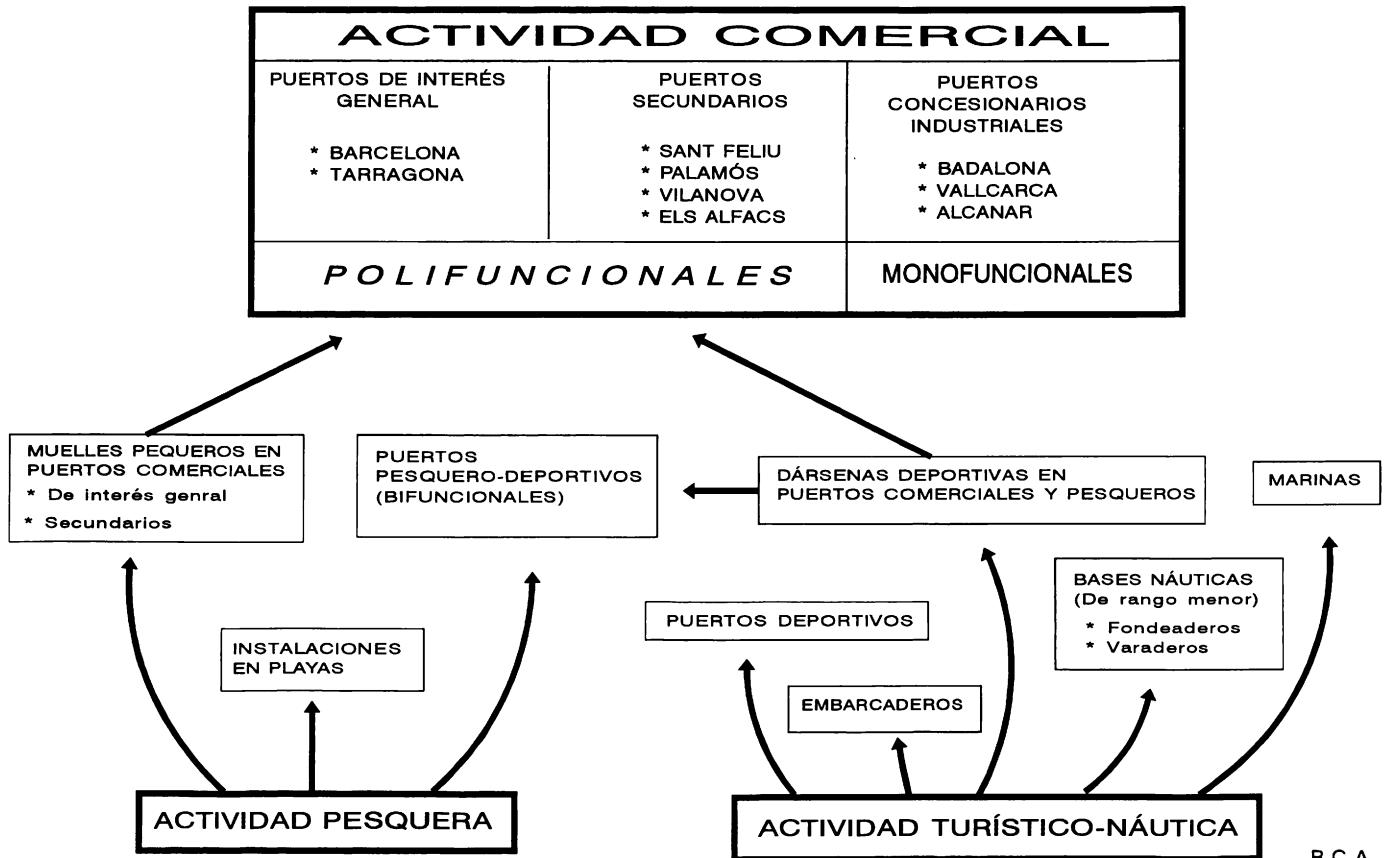 ACTIVIDAD COMERCIAL
PUERTOS DE INTERÉS
GENERAL
* BARCELONA
* TARRAGONA
PUERTOS
SECUNDARIOS
* SANT FELIU
* PALAMÓS
* VILANOVA
* ELS ALFACS
PUERTOS
CONCESIONARIOS
INDUSTRIALES
* BADALONA
* VALLCARCA
* ALCANAR
POLIFUNCIONALES
MONOFUNCIONALES
MUELLES PEQUEROS EN
PUERTOS COMERCIALES
* De interés genral
* Secundarios
PUERTOS
PESQUERO-DEPORTIVOS
(BIFUNCIONALES)
DÁRSENAS DEPORTIVAS EN
PUERTOS COMERCIALES Y PESQUEROS
MARINAS
INSTALACIONES
EN PLAYAS
PUERTOS DEPORTIVOS
EMBARCADEROS
BASES NÁUTICAS
(De rango menor)
* Fondeaderos
* Varaderos
ACTIVIDAD PESQUERA
ACTIVIDAD TURÍSTICO-NÁUTICA